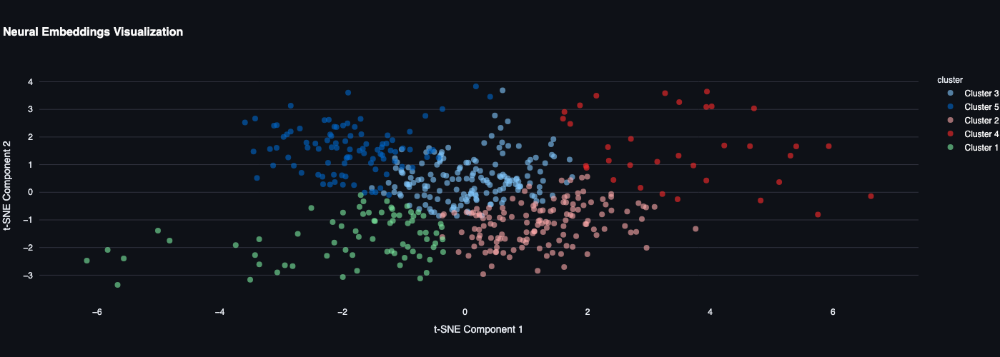 Neural Embeddings Visualization
t-SNE Component 2
4
3
2
1
0
−1
−2
−3
−6
−4
−2
0
2
4
6
t-SNE Component 1
cluster
Cluster 3
Cluster 5
Cluster 2
Cluster 4
Cluster 1